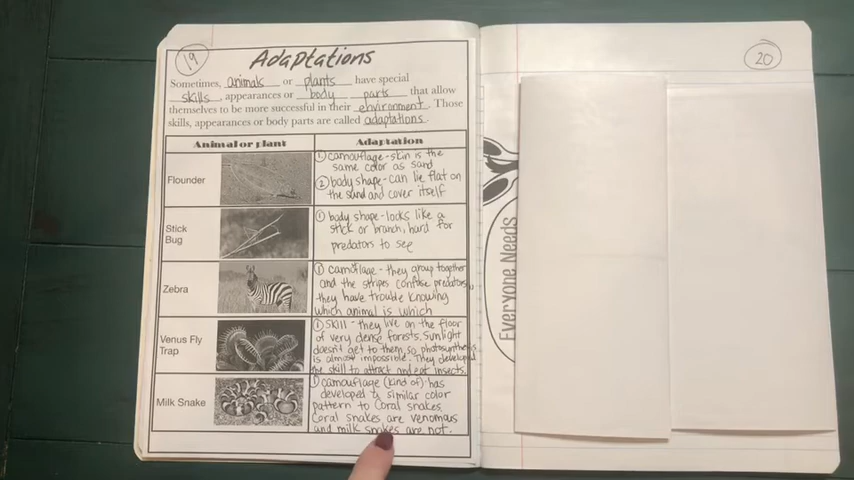 19
Adaptations
Sometimes, animals or plants have special
skills, appearances or body parts that allow
themselves to be more successful in their environment. Those
skills, appearances or body parts are called adaptations.
Animal or plant
Adaptation
Flounder
① camouflage - skin is the
same color as sand
② body shape - can lie flat on
the sand and cover itself
Stick
Bug
① body shape - looks like a
stick or branch, hard for
predators to see
Zebra
① camouflage - they group together
and the stripes confuse predators,
they have trouble knowing
which animal is which
Venus Fly
Trap
① Skill - they live on the floor
of very dense forests. Sunlight
doesn't get to them so photosynthesis
is almost impossible. They developed
the skill to attract and eat insects.
Milk Snake
① camouflage (kind of) has
developed a similar color
pattern to Coral snakes.
Coral snakes are venomous
and milk snakes are not.
20
Everyone Needs